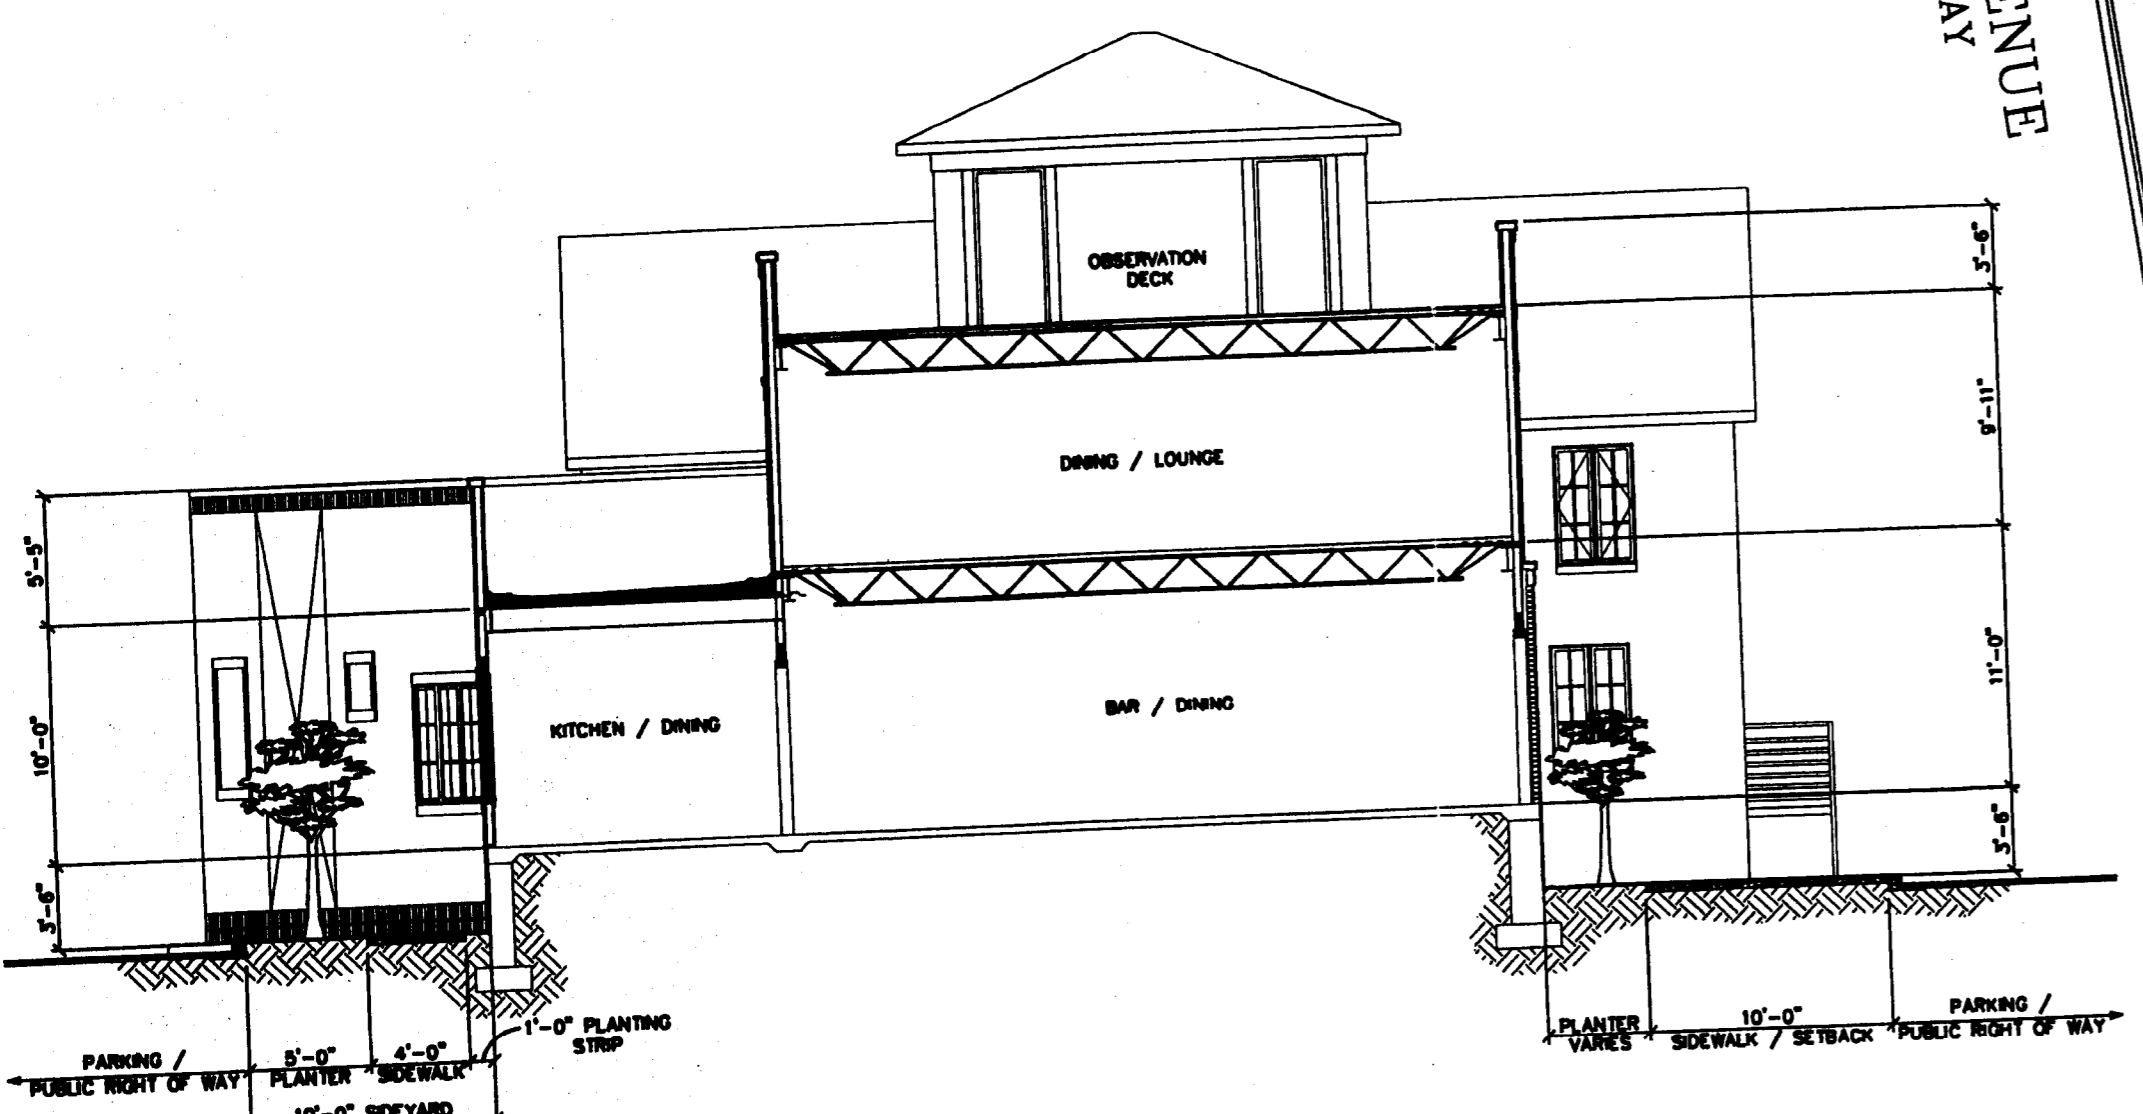 ENUE
AY
OBSERVATION
DECK
3'-6"
9'-11"
DINING / LOUNGE
5'-5"
11'-0"
10'-0"
KITCHEN / DINING
BAR / DINING
3'-6"
3'-6"
1'-0" PLANTING
STRIP
PARKING /
PUBLIC RIGHT OF WAY
5'-0"
PLANTER
4'-0"
SIDEWALK
10'-0" SIDEYARD
PLANTER
VARIES
10'-0"
SIDEWALK / SETBACK
PARKING /
PUBLIC RIGHT OF WAY